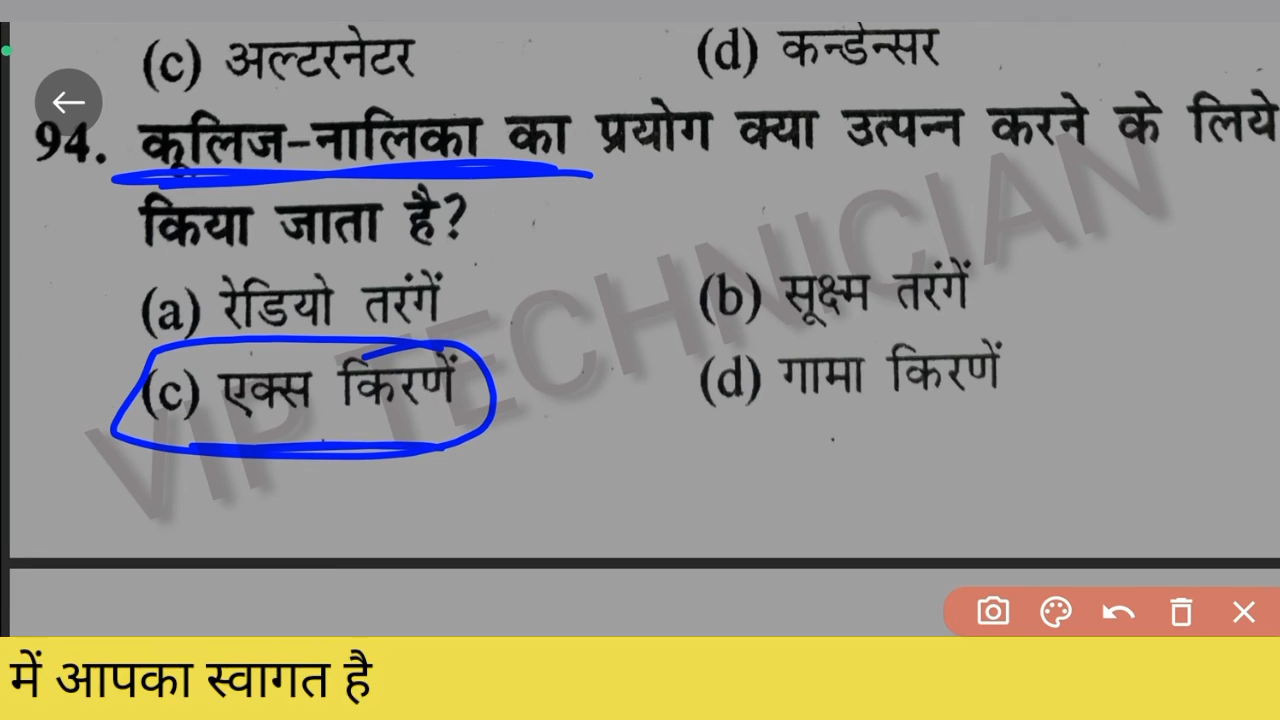 (c) अल्टरनेटर (d) कन्डेन्सर
94. कूलिज-नालिका का प्रयोग क्या उत्पन्न करने के लिये
किया जाता है?
(a) रेडियो तरंगें (b) सूक्ष्म तरंगें
(c) एक्स किरणें (d) गामा किरणें
VIP TECHNICIAN
में आपका स्वागत है